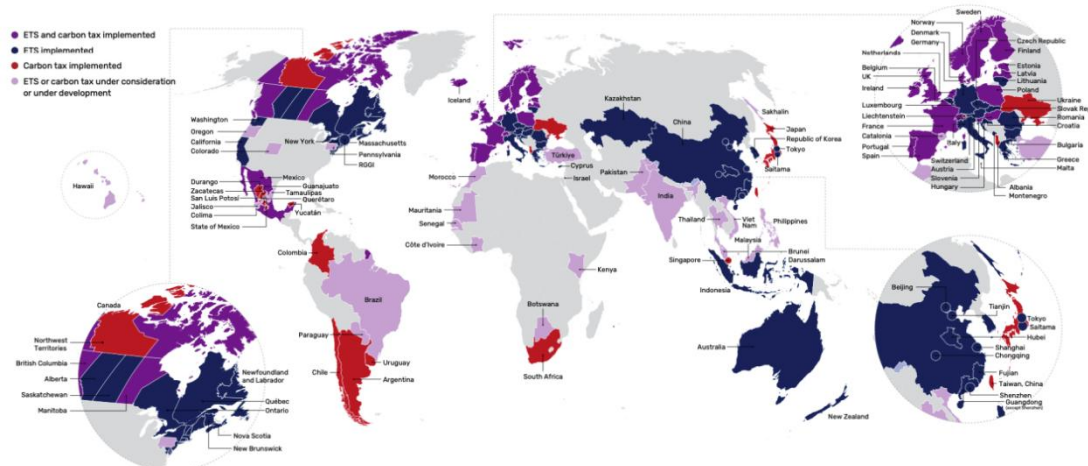 ETS and carbon tax implemented
ETS implemented
Carbon tax implemented
ETS or carbon tax under consideration
or under development
Hawaii
Washington
Oregon
California
Colorado
New York
Massachusetts
Pennsylvania
RGGI
Durango
Zacatecas
San Luis Potosí
Jalisco
Colima
State of Mexico
Mexico
Guanajuato
Tamaulipas
Querétaro
Yucatán
Colombia
Brazil
Paraguay
Chile
Uruguay
Argentina
Iceland
Morocco
Mauritania
Senegal
Côte d'Ivoire
Botswana
South Africa
Kenya
Türkiye
Cyprus
Israel
Kazakhstan
China
Pakistan
India
Thailand
Viet
Nam
Malaysia
Singapore
Indonesia
Philippines
Brunei
Darussalam
Sakhalin
Japan
Republic of Korea
Tokyo
Saitama
Australia
New Zealand
Canada
Northwest
Territories
British Columbia
Alberta
Saskatchewan
Manitoba
Newfoundland
and Labrador
Québec
Ontario
Nova Scotia
New Brunswick
Sweden
Norway
Denmark
Germany
Netherlands
Belgium
UK
Ireland
Luxembourg
Liechtenstein
France
Catalonia
Portugal
Spain
Italy
Switzerland
Austria
Slovenia
Hungary
Czech Republic
Finland
Estonia
Latvia
Lithuania
Poland
Ukraine
Slovak Re
Romania
Croatia
Bulgaria
Greece
Malta
Albania
Montenegro
Beijing
Tianjin
Tokyo
Saitama
Hubei
Shanghai
Chongqing
Fujian
Taiwan, China
Shenzhen
Guangdong
(except Shenzhen)